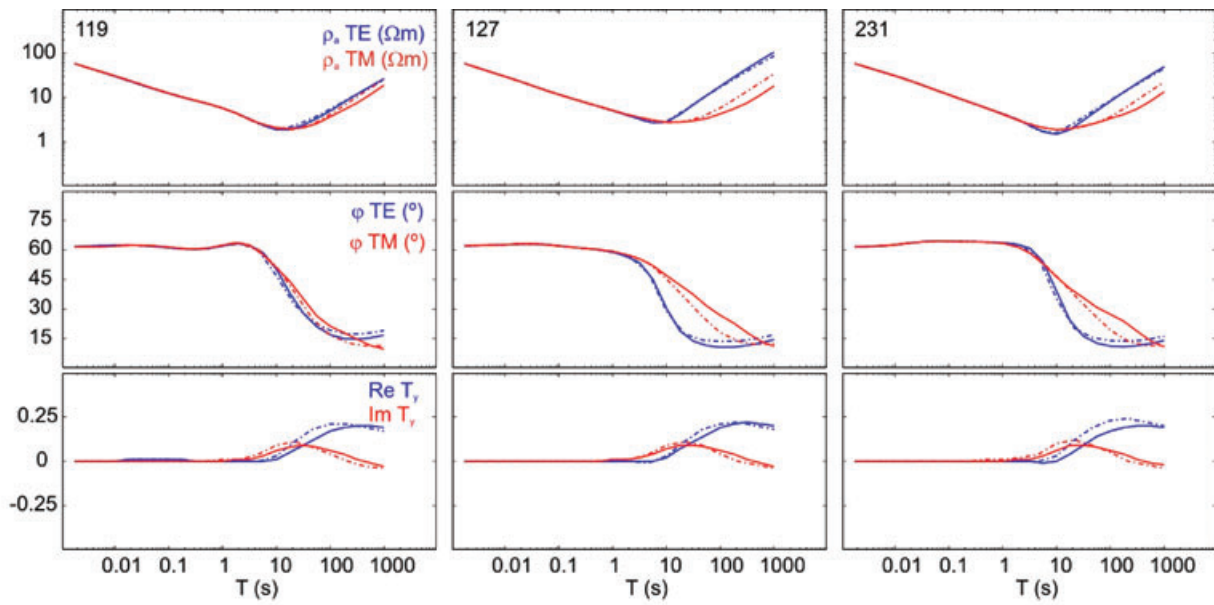 119
ρa TE (Ωm)
ρa TM (Ωm)
127
231
100
10
1
φ TE (º)
φ TM (º)
75
60
45
30
15
Re Ty
Im Ty
0.25
0
-0.25
0.01 0.1 1 10 100 1000
0.01 0.1 1 10 100 1000
0.01 0.1 1 10 100 1000
T (s)
T (s)
T (s)